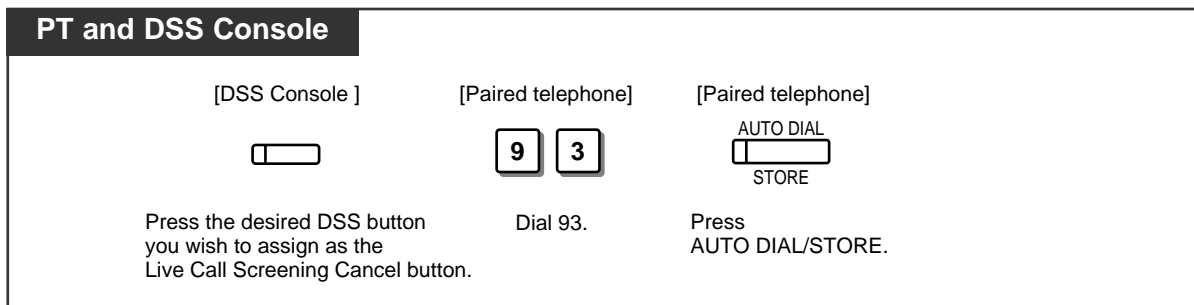 PT and DSS Console
[DSS Console ]
[Paired telephone]
[Paired telephone]
AUTO DIAL
9 3
STORE
Press the desired DSS button
you wish to assign as the
Live Call Screening Cancel button.
Dial 93.
Press
AUTO DIAL/STORE.